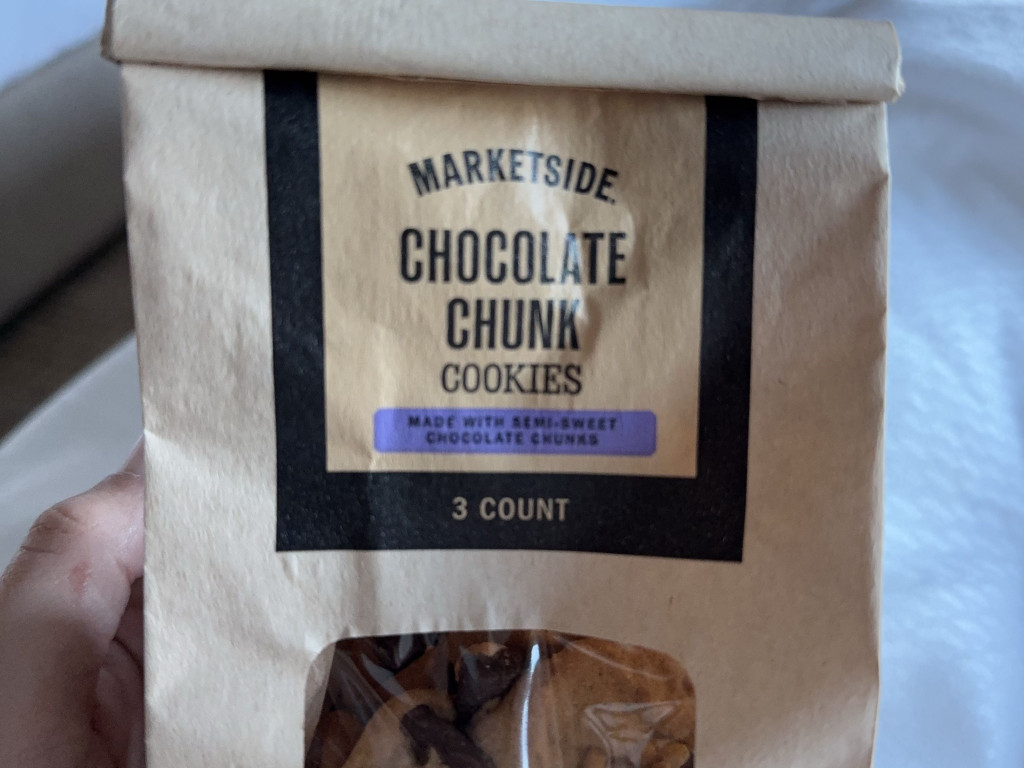 MARKETSIDE.
CHOCOLATE
CHUNK
COOKIES
MADE WITH SEMI-SWEET
CHOCOLATE CHUNKS
3 COUNT